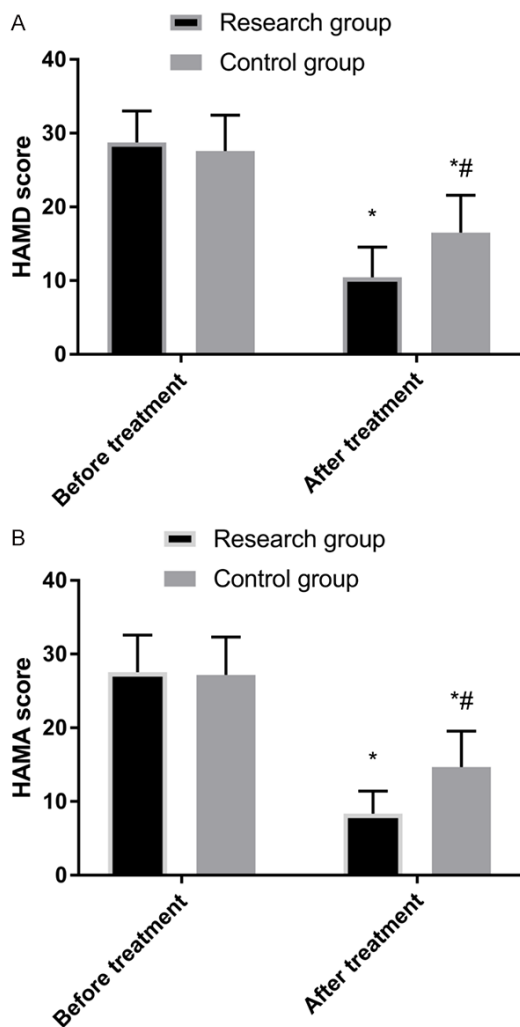 A
Research group
Control group
40
30
20
10
0
HAMD score
*
*#
Before treatment
After treatment
B
Research group
Control group
40
30
20
10
0
HAMA score
*
*#
Before treatment
After treatment